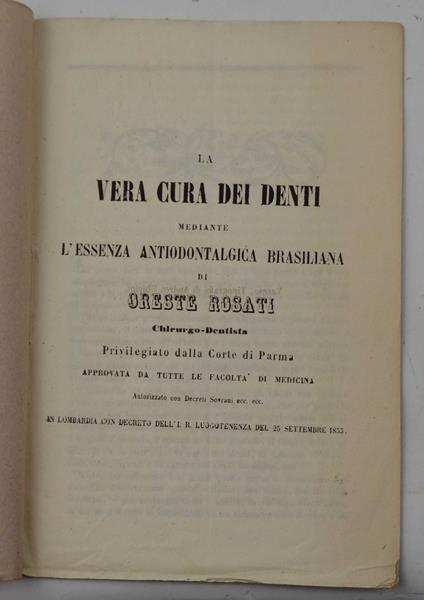 LA
VERA CURA DEI DENTI
MEDIANTE
L'ESSENZA ANTIODONTALGICA BRASILIANA
DI
ORESTE ROSATI
Chirurgo-Dentista
Privilegiato dalla Corte di Parma
APPROVATA DA TUTTE LE FACOLTA' DI MEDICINA
Autorizzato con Decreti Sovrani ecc. ecc.
IN LOMBARDIA CON DECRETO DELL'I. R. LUOGOTENENZA DEL 25 SETTEMBRE 1855.